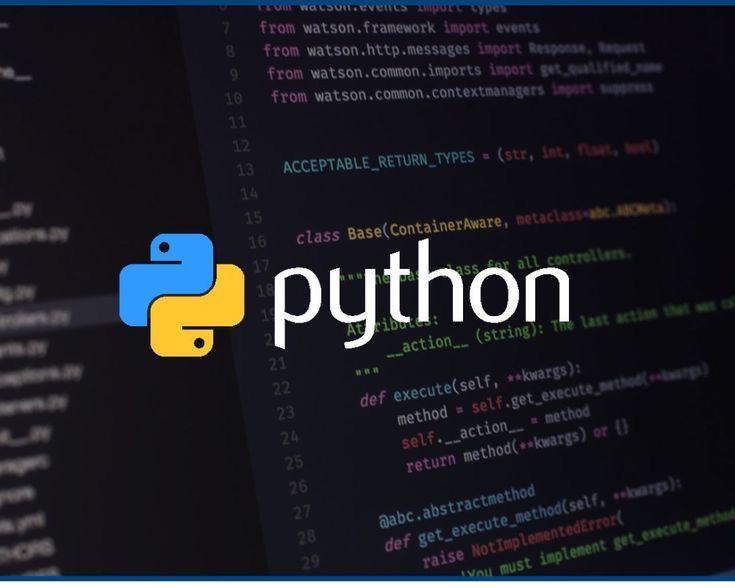 6 from watson.events import types
7 from watson.framework import events
8 from watson.http.messages import Response, Request
9 from watson.common.imports import get_qualified_name
10 from watson.common.contextmanagers import suppress
11
12
13 ACCEPTABLE_RETURN_TYPES = (str, int, float, bool)
14
15
16 class Base(ContainerAware, metaclass=abc.ABCMeta):
17
18 """The base class for all controllers.
python
Attributes:
__action__ (string): The last action that was
21 """
22 def execute(self, **kwargs):
23 method = self.get_execute_method(**kwargs)
24 self.__action__ = method
25 return method(**kwargs) or {}
26
27 @abc.abstractmethod
28 def get_execute_method(self, **kwargs):
29 raise NotImplementedError(
'You must implement get_execute_method